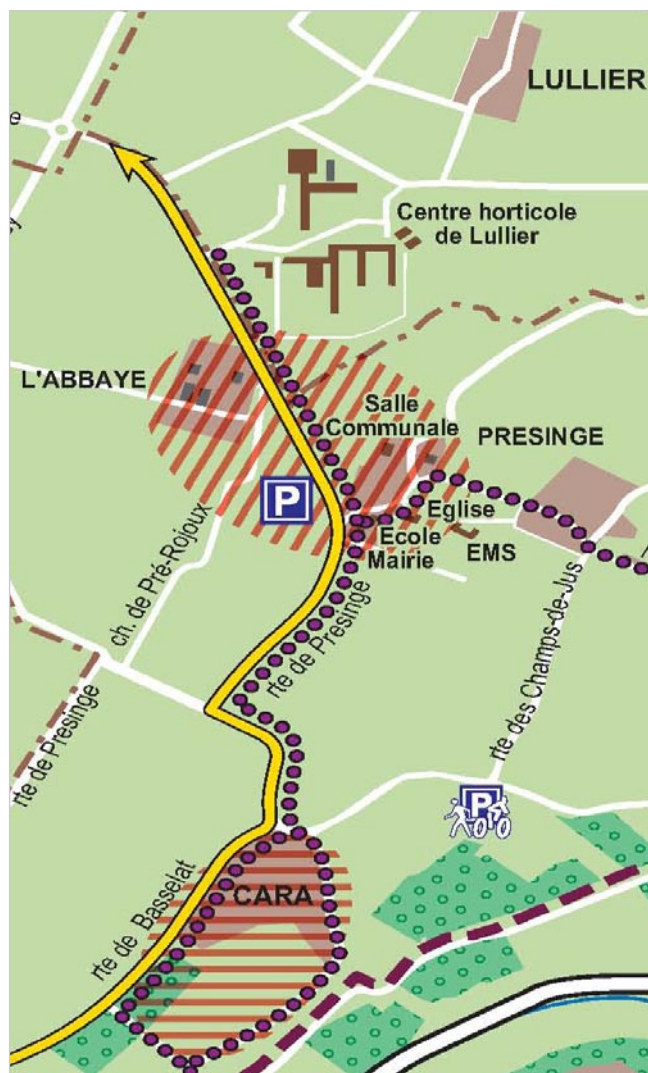 LULLIER
Centre horticole
de Lullier
L'ABBAYE
Salle
Communale
PRESINGE
P
Eglise
Ecole
Mairie
EMS
ch. de Pré-Rojoux
rte de Presinge
rte de Presinge
rte des Champs-de-Jus
P
rte de Basselat
CARA